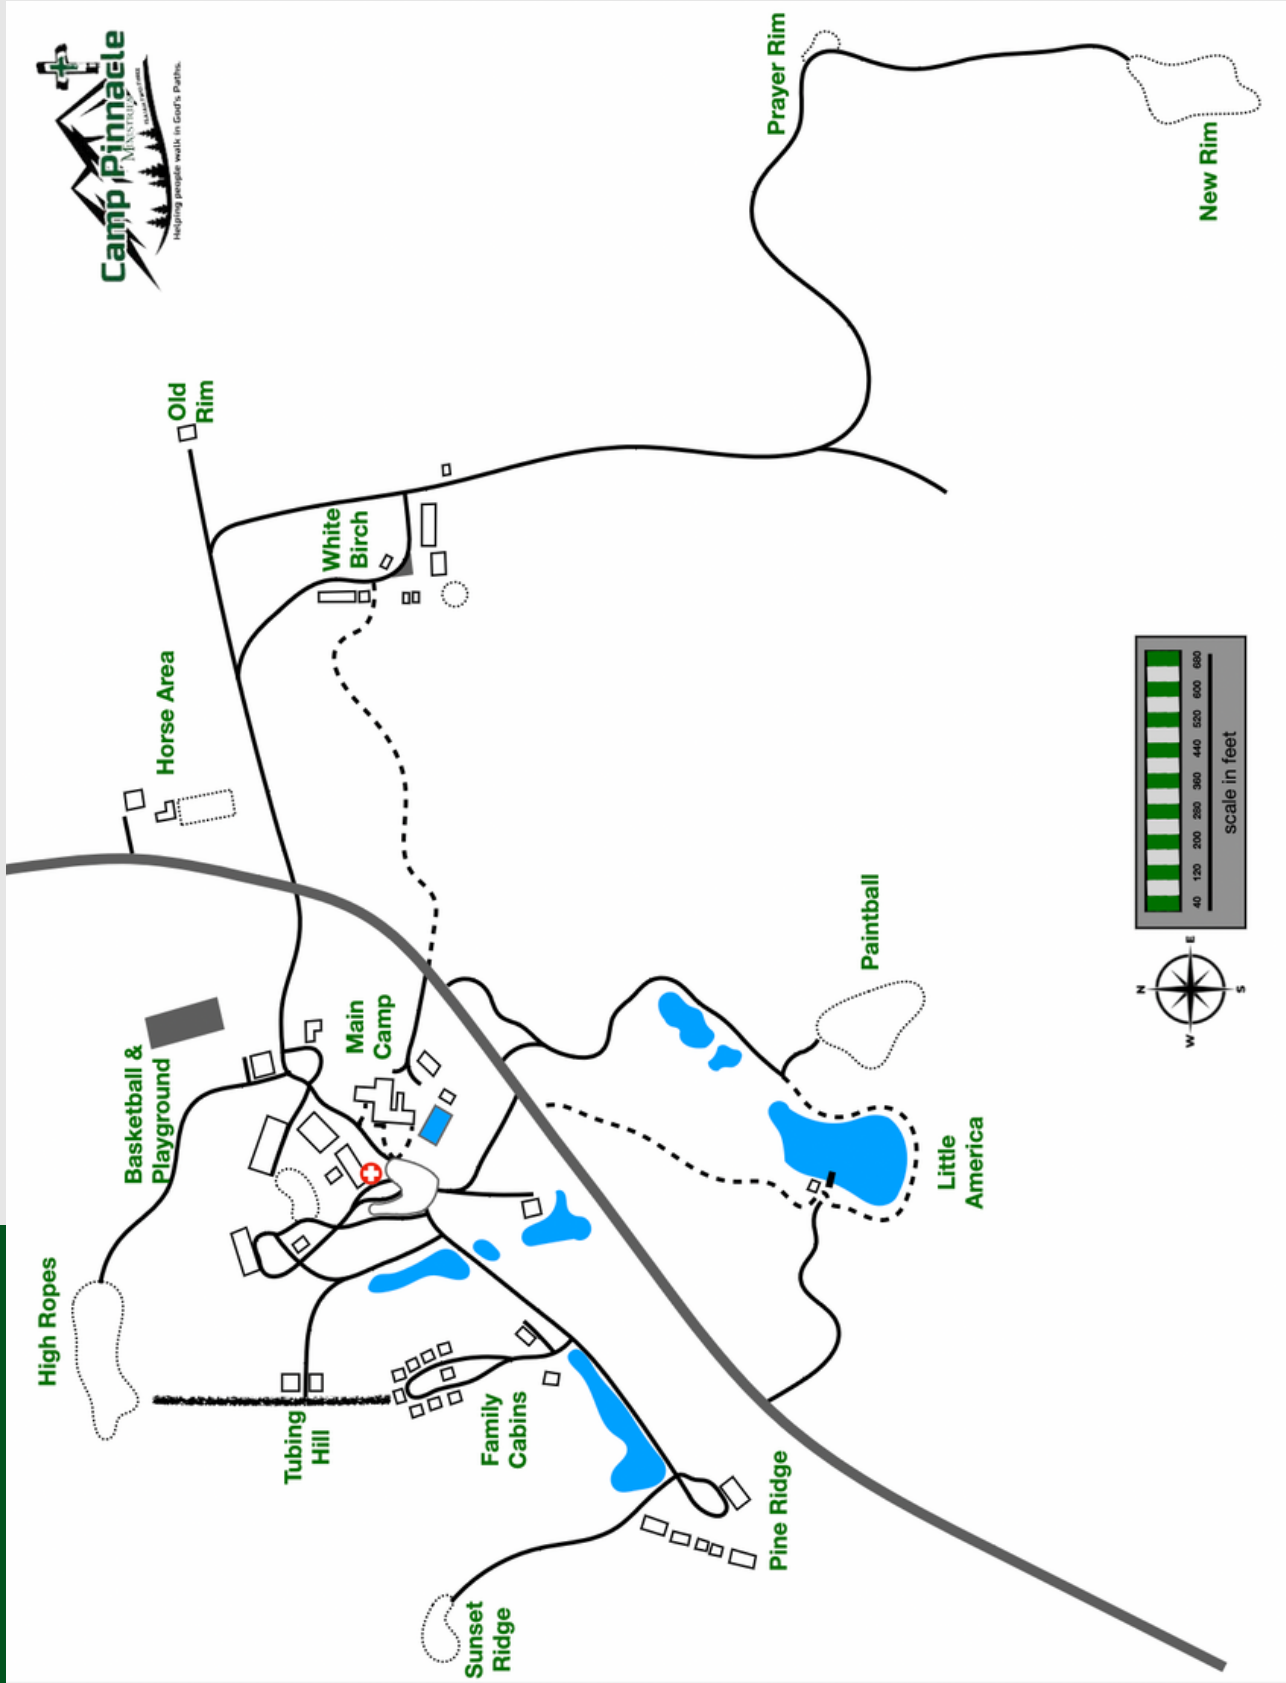 Camp Pinnacle
MINISTRIES
Helping people walk in God's Paths.
Prayer Rim
New Rim
Old
Rim
White
Birch
Horse Area
Basketball &
Playground
Main
Camp
High Ropes
Tubing
Hill
Family
Cabins
Sunset
Ridge
Pine Ridge
Little
America
Paintball
40 120 200 280 360 440 520 600 680
scale in feet
N
W
E
S